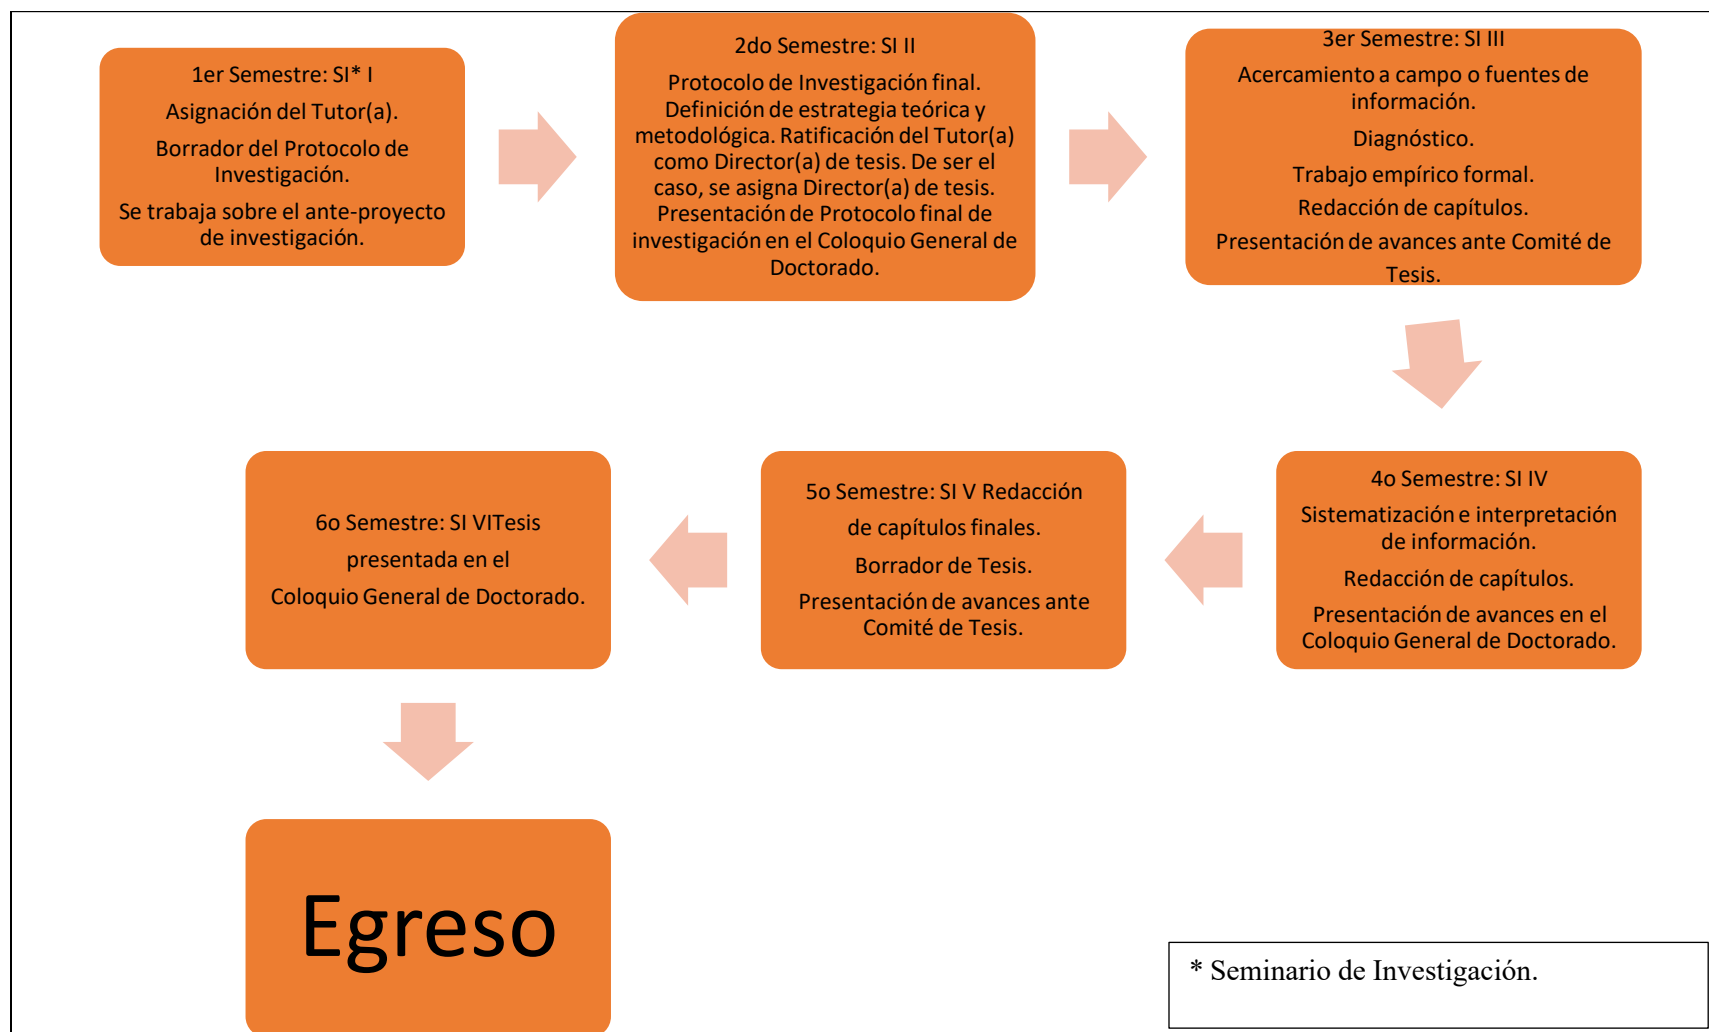 1er Semestre: SI* I
Asignación del Tutor(a).
Borrador del Protocolo de
Investigación.
Se trabaja sobre el ante-proyecto
de investigación.
2do Semestre: SI II
Protocolo de Investigación final.
Definición de estrategia teórica y
metodológica. Ratificación del Tutor(a)
como Director(a) de tesis. De ser el
caso, se asigna Director(a) de tesis.
Presentación de Protocolo final de
investigación en el Coloquio General de
Doctorado.
3er Semestre: SI III
Acercamiento a campo o fuentes de
información.
Diagnóstico.
Trabajo empírico formal.
Redacción de capítulos.
Presentación de avances ante Comité de
Tesis.
4o Semestre: SI IV
Sistematización e interpretación
de información.
Redacción de capítulos.
Presentación de avances en el
Coloquio General de Doctorado.
5o Semestre: SI V Redacción
de capítulos finales.
Borrador de Tesis.
Presentación de avances ante
Comité de Tesis.
6o Semestre: SI VITesis
presentada en el
Coloquio General de Doctorado.
Egreso
* Seminario de Investigación.